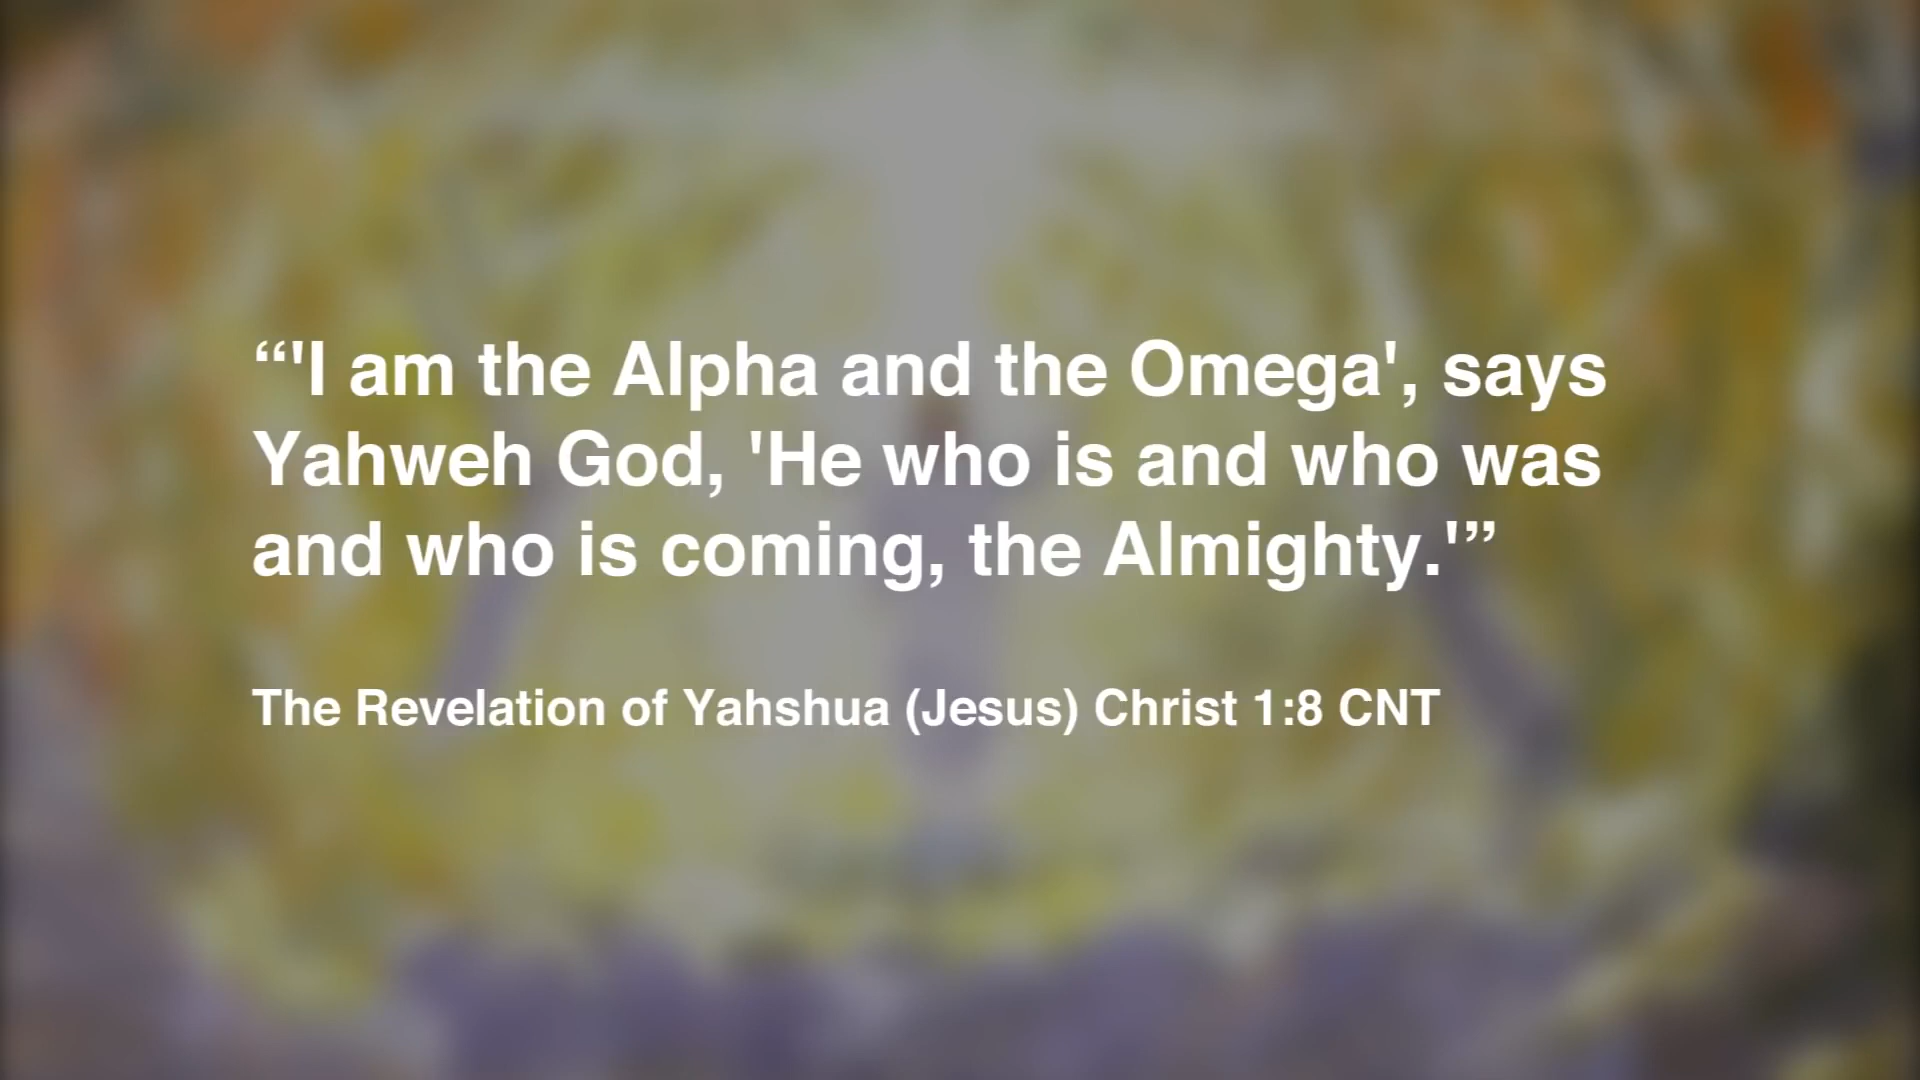 “'I am the Alpha and the Omega', says
Yahweh God, 'He who is and who was
and who is coming, the Almighty.'”
The Revelation of Yahshua (Jesus) Christ 1:8 CNT